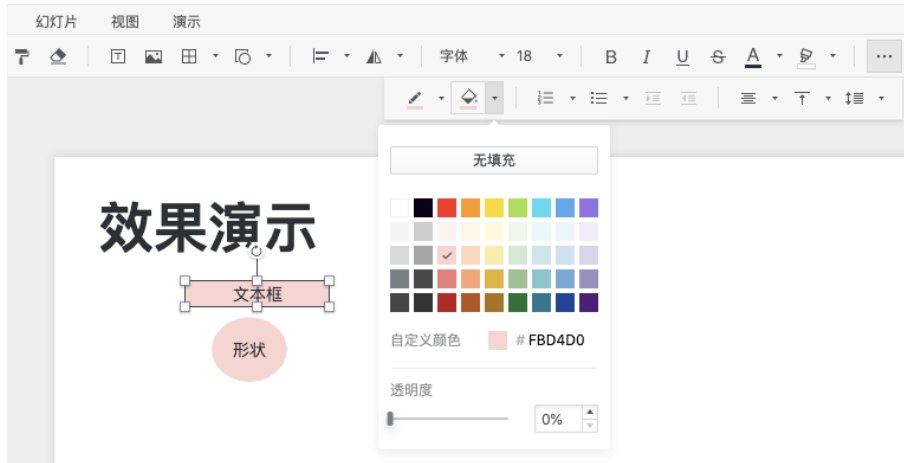 幻灯片 视图 演示
字体 18 B I U S A
无填充
效果演示
文本框
形状
自定义颜色 # FBD4D0
透明度
0%